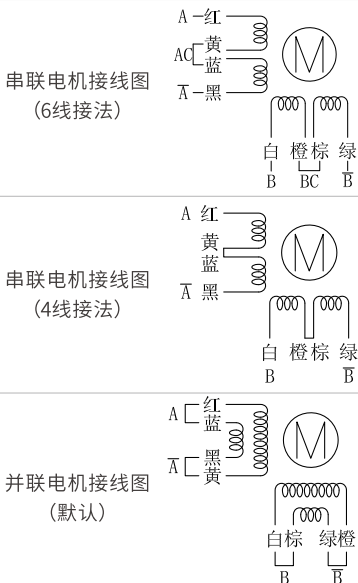 串联电机接线图
(6线接法)
A 红
AC 黄
蓝
A̅ 黑
M
白 橙 棕 绿
B BC B̅
串联电机接线图
(4线接法)
A 红
黄
蓝
A̅ 黑
M
白 橙 棕 绿
B B̅
并联电机接线图
(默认)
A 红
蓝
A̅ 黑
黄
M
白棕 绿橙
B B̅